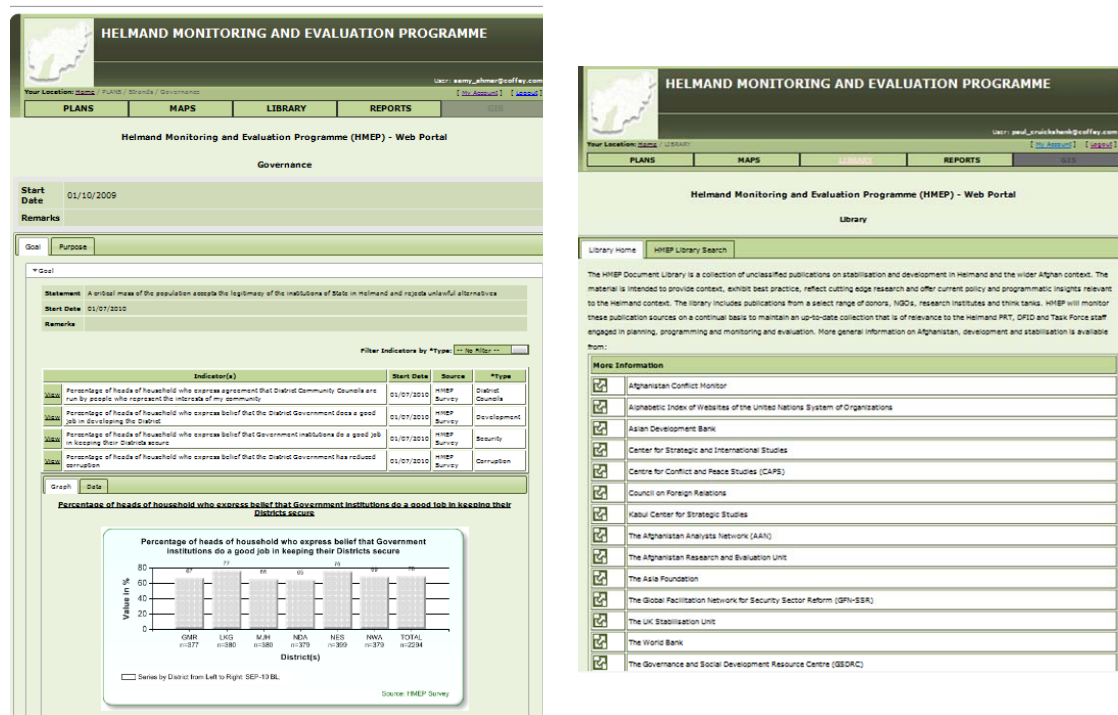 HELMAND MONITORING AND EVALUATION PROGRAMME
User: samy_ahmar@coffey.com
Your Location: Home / PLANS / Strands / Governance
[ My Account ] [ Logout ]
PLANS MAPS LIBRARY REPORTS GIS
Helmand Monitoring and Evaluation Programme (HMEP) - Web Portal
Governance
Start Date 01/10/2009
Remarks
Goal Purpose
Goal
Statement A critical mass of the population accepts the legitimacy of the institutions of State in Helmand and rejects unlawful alternatives
Start Date 01/07/2010
Remarks
Filter Indicators by *Type: -- No Filter --
Indicator(s) Start Date Source *Type
View Percentage of heads of household who express agreement that District Community Councils are
run by people who represent the interests of my community 01/07/2010 HMEP Survey District Councils
View Percentage of heads of household who express belief that the District Government does a good
job in developing the District 01/07/2010 HMEP Survey Development
View Percentage of heads of household who express belief that Government institutions do a good job
in keeping their Districts secure 01/07/2010 HMEP Survey Security
View Percentage of heads of household who express belief that the District Government has reduced
corruption 01/07/2010 HMEP Survey Corruption
Graph Data
Percentage of heads of household who express belief that Government institutions do a good job in keeping their
Districts secure
Percentage of heads of household who express belief that Government
institutions do a good job in keeping their Districts secure
Value in %
80
60
40
20
0
67 77 66 65 76 69
GMR LKG MJH NDA NES NWA TOTAL
n=377 n=380 n=380 n=379 n=399 n=379 n=2294
District(s)
Series by District from Left to Right: SEP-10 BL,
Source: HMEP Survey
HELMAND MONITORING AND EVALUATION PROGRAMME
User: paul_cruickshank@coffey.com
Your Location: Home / LIBRARY
[ My Account ] [ Logout ]
PLANS MAPS LIBRARY REPORTS GIS
Helmand Monitoring and Evaluation Programme (HMEP) - Web Portal
Library
Library Home HMEP Library Search
The HMEP Document Library is a collection of unclassified publications on stabilisation and development in Helmand and the wider Afghan context. The
material is intended to provide context, exhibit best practice, reflect cutting edge research and offer current policy and programmatic insights relevant
to the Helmand context. The library includes publications from a select range of donors, NGOs, research institutes and think tanks. HMEP will monitor
these publication sources on a continual basis to maintain an up-to-date collection that is of relevance to the Helmand PRT, DFID and Task Force staff
engaged in planning, programming and monitoring and evaluation. More general information on Afghanistan, development and stabilisation is available
from:
More Information
Afghanistan Conflict Monitor
Alphabetic Index of Websites of the United Nations System of Organizations
Asian Development Bank
Center for Strategic and International Studies
Centre for Conflict and Peace Studies (CAPS)
Council on Foreign Relations
Kabul Center for Strategic Studies
The Afghanistan Analysts Network (AAN)
The Afghanistan Research and Evaluation Unit
The Asia Foundation
The Global Facilitation Network for Security Sector Reform (GFN-SSR)
The UK Stabilisation Unit
The World Bank
The Governance and Social Development Resource Centre (GSDRC)